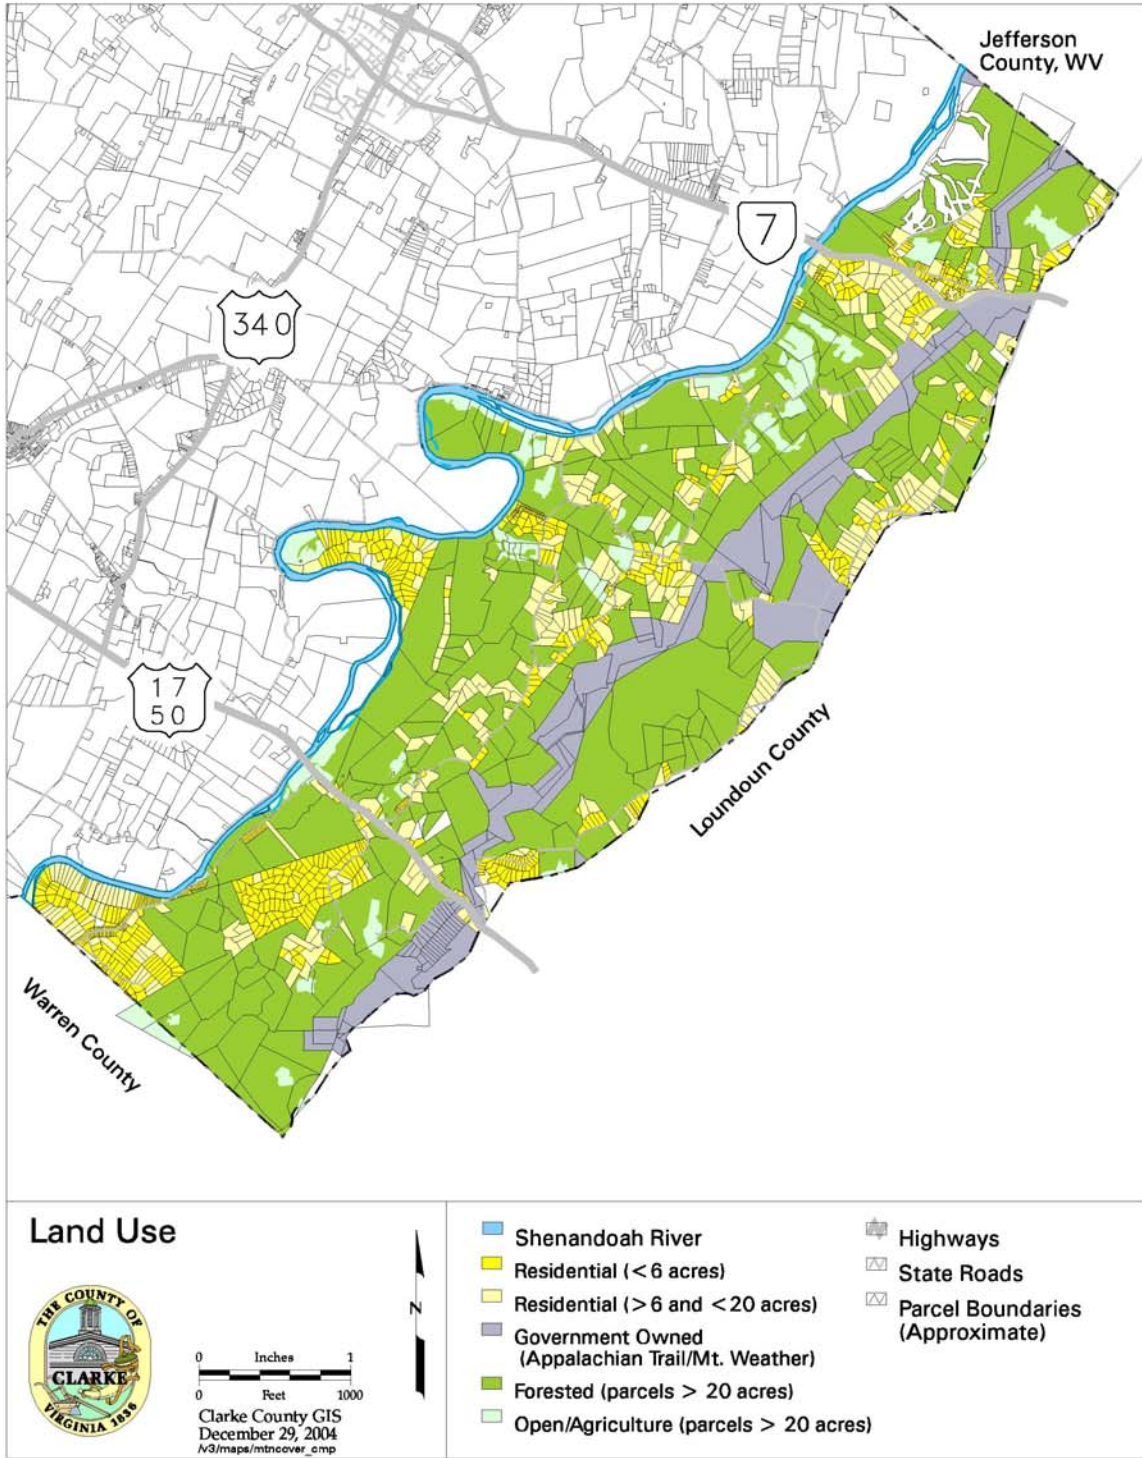 Jefferson
County, WV
7
340
17
50
Loundoun County
Warren County
Land Use
THE COUNTY OF
CLARKE
VIRGINIA 1836
0 Inches 1
0 Feet 1000
Clarke County GIS
December 29, 2004
/v3/maps/mtncover_cmp
N
Shenandoah River
Residential (<6 acres)
Residential (>6 and <20 acres)
Government Owned
(Appalachian Trail/Mt. Weather)
Forested (parcels > 20 acres)
Open/Agriculture (parcels > 20 acres)
Highways
State Roads
Parcel Boundaries
(Approximate)